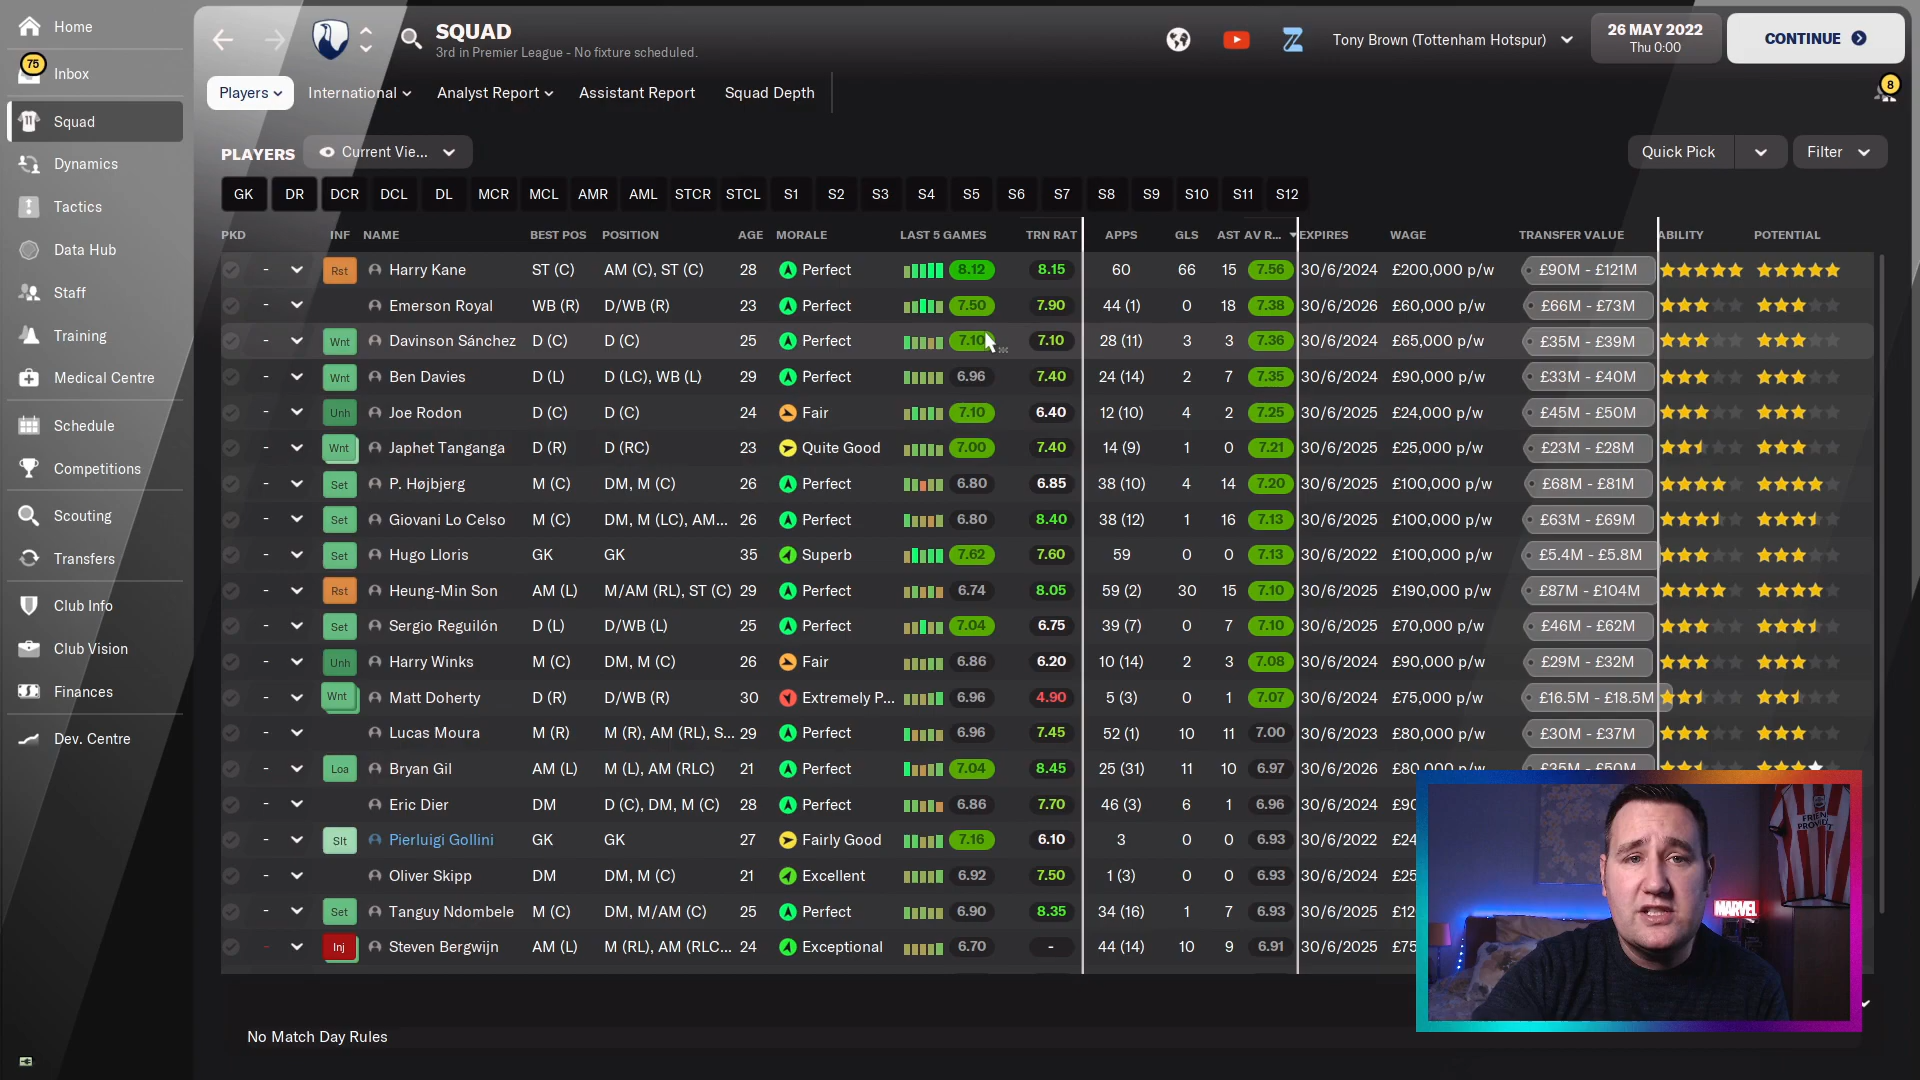 Home
75
Inbox
Squad
Dynamics
Tactics
Data Hub
Staff
Training
Medical Centre
Schedule
Competitions
Scouting
Transfers
Club Info
Club Vision
Finances
Dev. Centre
SQUAD
3rd in Premier League - No fixture scheduled.
Tony Brown (Tottenham Hotspur)
26 MAY 2022
Thu 0:00
CONTINUE
8
Players International Analyst Report Assistant Report Squad Depth
PLAYERS Current Vie... Quick Pick Filter
GK DR DCR DCL DL MCR MCL AMR AML STCR STCL S1 S2 S3 S4 S5 S6 S7 S8 S9 S10 S11 S12
PKD INF NAME BEST POS POSITION AGE MORALE LAST 5 GAMES TRN RAT APPS GLS AST AV R... EXPIRES WAGE TRANSFER VALUE ABILITY POTENTIAL
- Rst Harry Kane ST (C) AM (C), ST (C) 28 Perfect 8.12 8.15 60 66 15 7.56 30/6/2024 £200,000 p/w £90M - £121M
- Emerson Royal WB (R) D/WB (R) 23 Perfect 7.50 7.90 44 (1) 0 18 7.38 30/6/2026 £60,000 p/w £66M - £73M
- Wnt Davinson Sánchez D (C) D (C) 25 Perfect 7.10 7.10 28 (11) 3 3 7.36 30/6/2024 £65,000 p/w £35M - £39M
- Wnt Ben Davies D (L) D (LC), WB (L) 29 Perfect 6.96 7.40 24 (14) 2 7 7.35 30/6/2024 £90,000 p/w £33M - £40M
- Unh Joe Rodon D (C) D (C) 24 Fair 7.10 6.40 12 (10) 4 2 7.25 30/6/2025 £24,000 p/w £45M - £50M
- Wnt Japhet Tanganga D (R) D (RC) 23 Quite Good 7.00 7.40 14 (9) 1 0 7.21 30/6/2025 £25,000 p/w £23M - £28M
- Set P. Højbjerg M (C) DM, M (C) 26 Perfect 6.80 6.85 38 (10) 4 14 7.20 30/6/2025 £100,000 p/w £68M - £81M
- Set Giovani Lo Celso M (C) DM, M (LC), AM... 26 Perfect 6.80 8.40 38 (12) 1 16 7.13 30/6/2025 £100,000 p/w £63M - £69M
- Set Hugo Lloris GK GK 35 Superb 7.62 7.60 59 0 0 7.13 30/6/2022 £100,000 p/w £5.4M - £5.8M
- Rst Heung-Min Son AM (L) M/AM (RL), ST (C) 29 Perfect 6.74 8.05 59 (2) 30 15 7.10 30/6/2025 £190,000 p/w £87M - £104M
- Set Sergio Reguilón D (L) D/WB (L) 25 Perfect 7.04 6.75 39 (7) 0 7 7.10 30/6/2025 £70,000 p/w £46M - £62M
- Unh Harry Winks M (C) DM, M (C) 26 Fair 6.86 6.20 10 (14) 2 3 7.08 30/6/2024 £90,000 p/w £29M - £32M
- Wnt Matt Doherty D (R) D/WB (R) 30 Extremely P... 6.96 4.90 5 (3) 0 1 7.07 30/6/2024 £75,000 p/w £16.5M - £18.5M
- Lucas Moura M (R) M (R), AM (RL), S... 29 Perfect 6.96 7.45 52 (1) 10 11 7.00 30/6/2023 £80,000 p/w £30M - £37M
- Loa Bryan Gil AM (L) M (L), AM (RLC) 21 Perfect 7.04 8.45 25 (31) 11 10 6.97 30/6/2026 £80,000 p/w £35M - £50M
- Eric Dier DM D (C), DM, M (C) 28 Perfect 6.86 7.70 46 (3) 6 1 6.96 30/6/2024 £90
- Slt Pierluigi Gollini GK GK 27 Fairly Good 7.16 6.10 3 0 0 6.93 30/6/2022 £24
- Oliver Skipp DM DM, M (C) 21 Excellent 6.92 7.50 1 (3) 0 0 6.93 30/6/2024 £25
- Set Tanguy Ndombele M (C) DM, M/AM (C) 25 Perfect 6.90 8.35 34 (16) 1 7 6.93 30/6/2025 £12
- Inj Steven Bergwijn AM (L) M (RL), AM (RLC... 24 Exceptional 6.70 - 44 (14) 10 9 6.91 30/6/2025 £75
No Match Day Rules
MARVEL